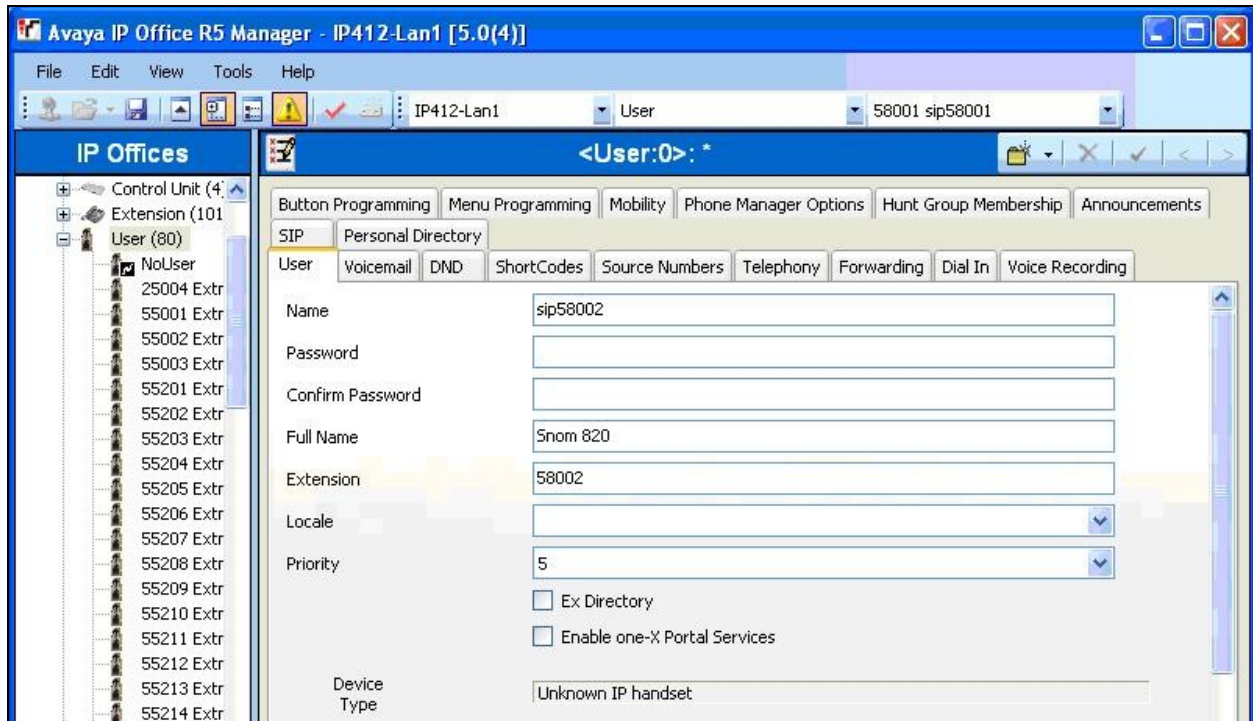 Avaya IP Office R5 Manager - IP412-Lan1 [5.0(4)]
File Edit View Tools Help
IP412-Lan1 User 58001 sip58001
IP Offices
Control Unit (4)
Extension (101
User (80)
NoUser
25004 Extr
55001 Extr
55002 Extr
55003 Extr
55201 Extr
55202 Extr
55203 Extr
55204 Extr
55205 Extr
55206 Extr
55207 Extr
55208 Extr
55209 Extr
55210 Extr
55211 Extr
55212 Extr
55213 Extr
55214 Extr
<User:0>: *
Button Programming Menu Programming Mobility Phone Manager Options Hunt Group Membership Announcements
SIP Personal Directory
User Voicemail DND ShortCodes Source Numbers Telephony Forwarding Dial In Voice Recording
Name sip58002
Password
Confirm Password
Full Name Snom 820
Extension 58002
Locale
Priority 5
Ex Directory
Enable one-X Portal Services
Device
Type Unknown IP handset